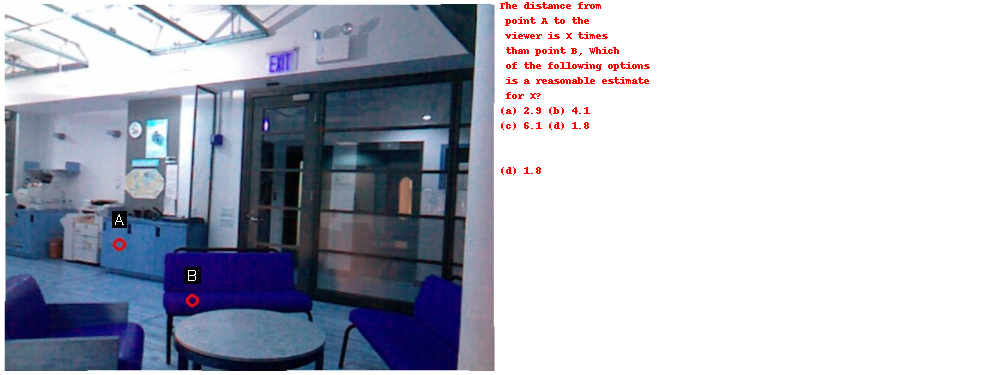 EXIT
A
B
The distance from
point A to the
viewer is X times
than point B, Which
of the following options
is a reasonable estimate
for X?
(a) 2.9 (b) 4.1
(c) 6.1 (d) 1.8
(d) 1.8